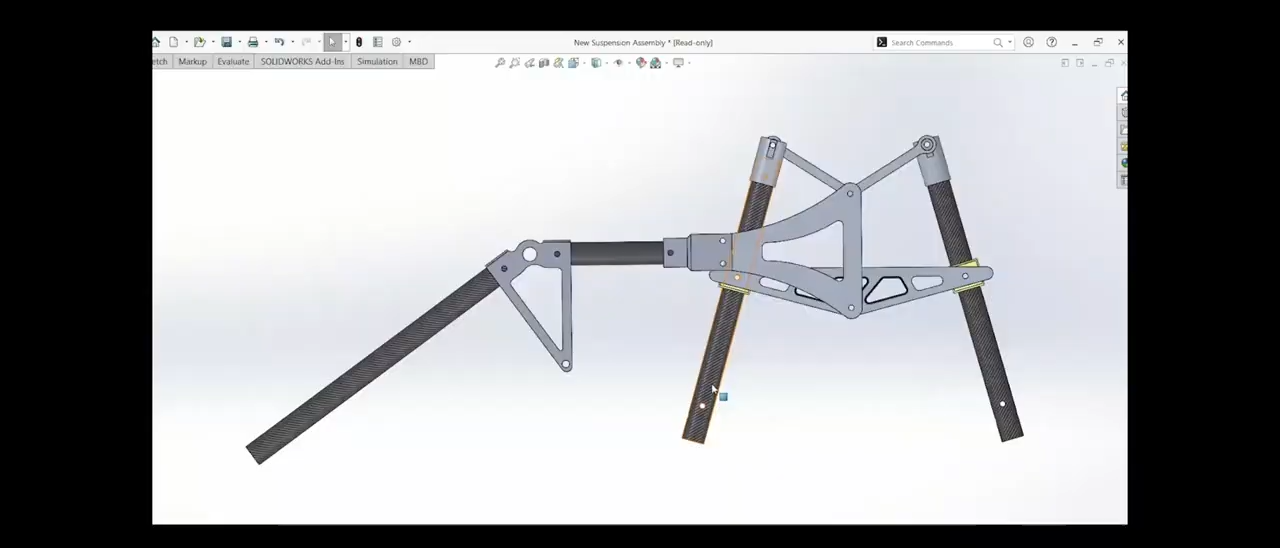 New Suspension Assembly * [Read-only]
Search Commands
etch Markup Evaluate SOLIDWORKS Add-Ins Simulation MBD